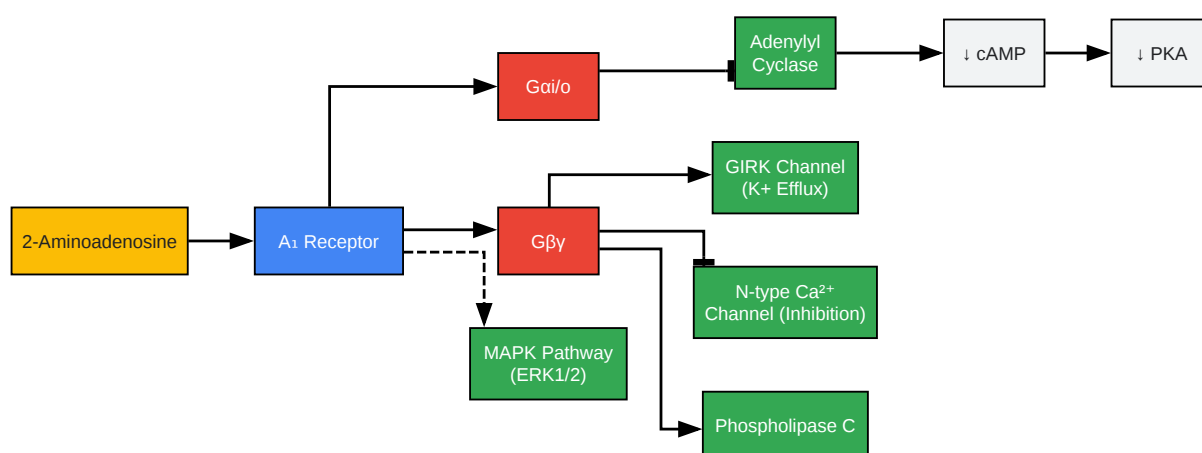 Adenylyl
Cyclase
↓ cAMP
↓ PKA
Gαi/o
GIRK Channel
(K+ Efflux)
2-Aminoadenosine
A₁ Receptor
Gβγ
N-type Ca²⁺
Channel (Inhibition)
MAPK Pathway
(ERK1/2)
Phospholipase C